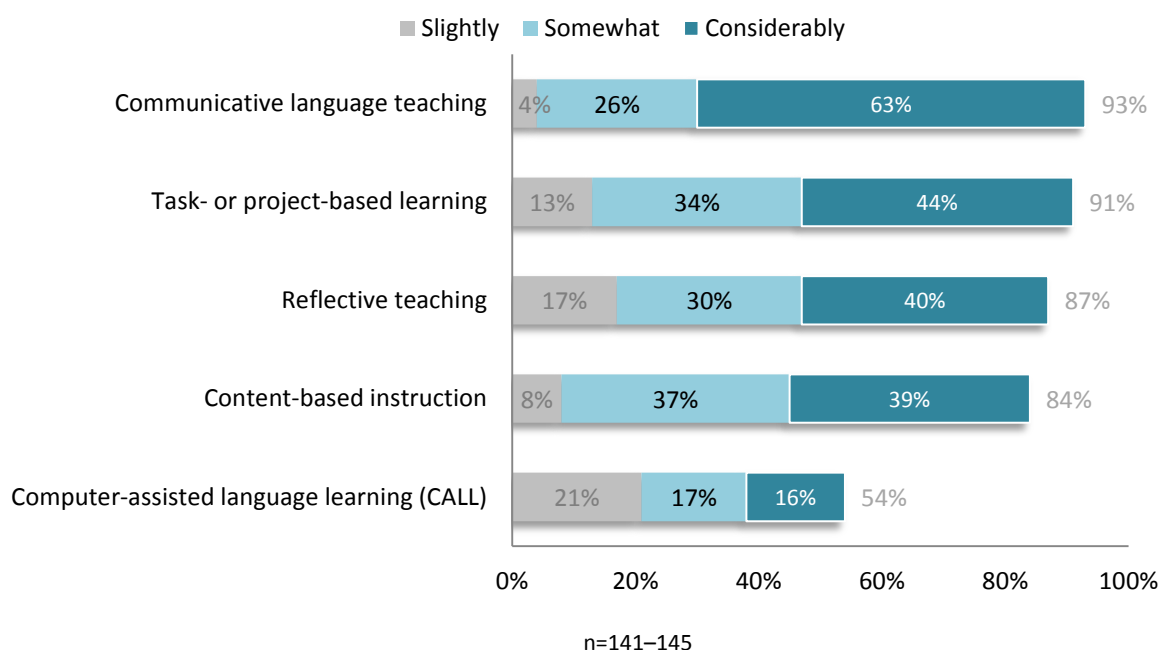 Slightly Somewhat Considerably
Communicative language teaching 4% 26% 63% 93%
Task- or project-based learning 13% 34% 44% 91%
Reflective teaching 17% 30% 40% 87%
Content-based instruction 8% 37% 39% 84%
Computer-assisted language learning (CALL) 21% 17% 16% 54%
0% 20% 40% 60% 80% 100%
n=141–145